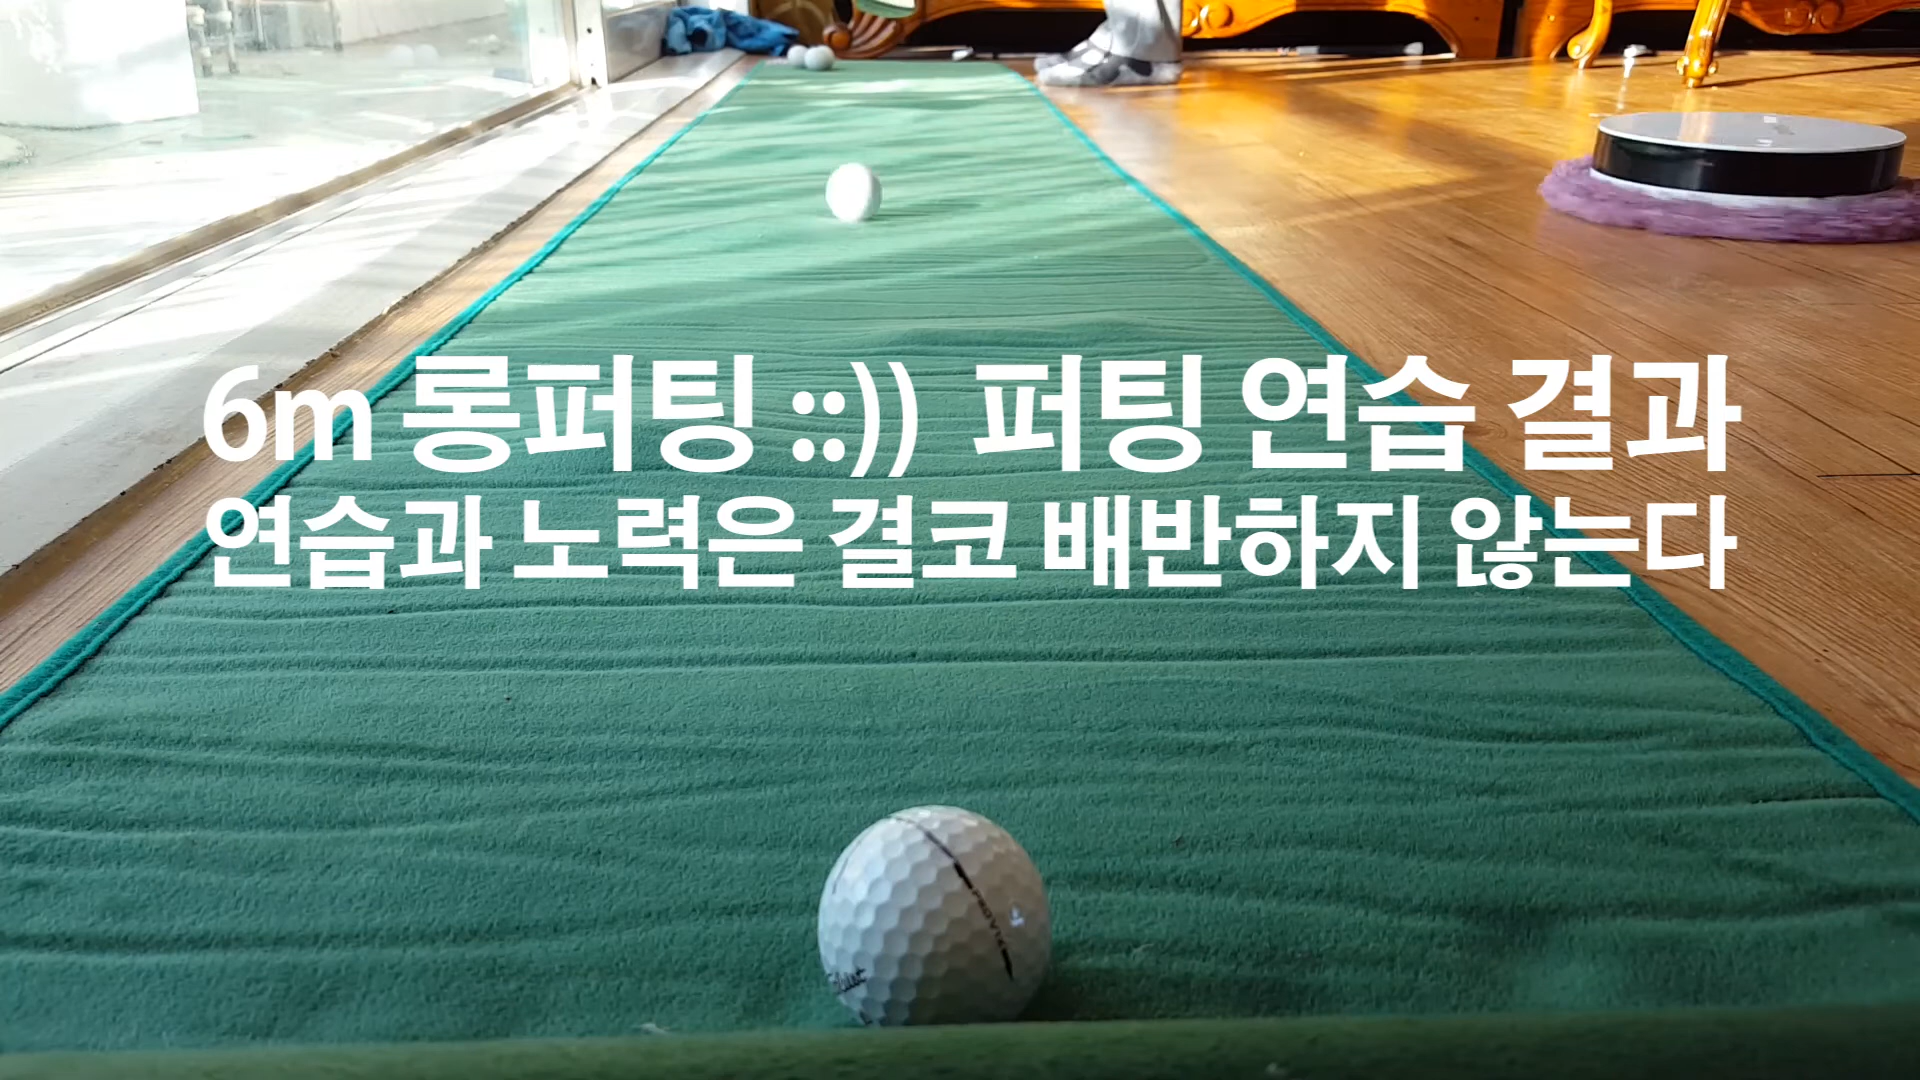 6m 롱퍼팅 ::)) 퍼팅 연습 결과
연습과 노력은 결코 배반하지 않는다